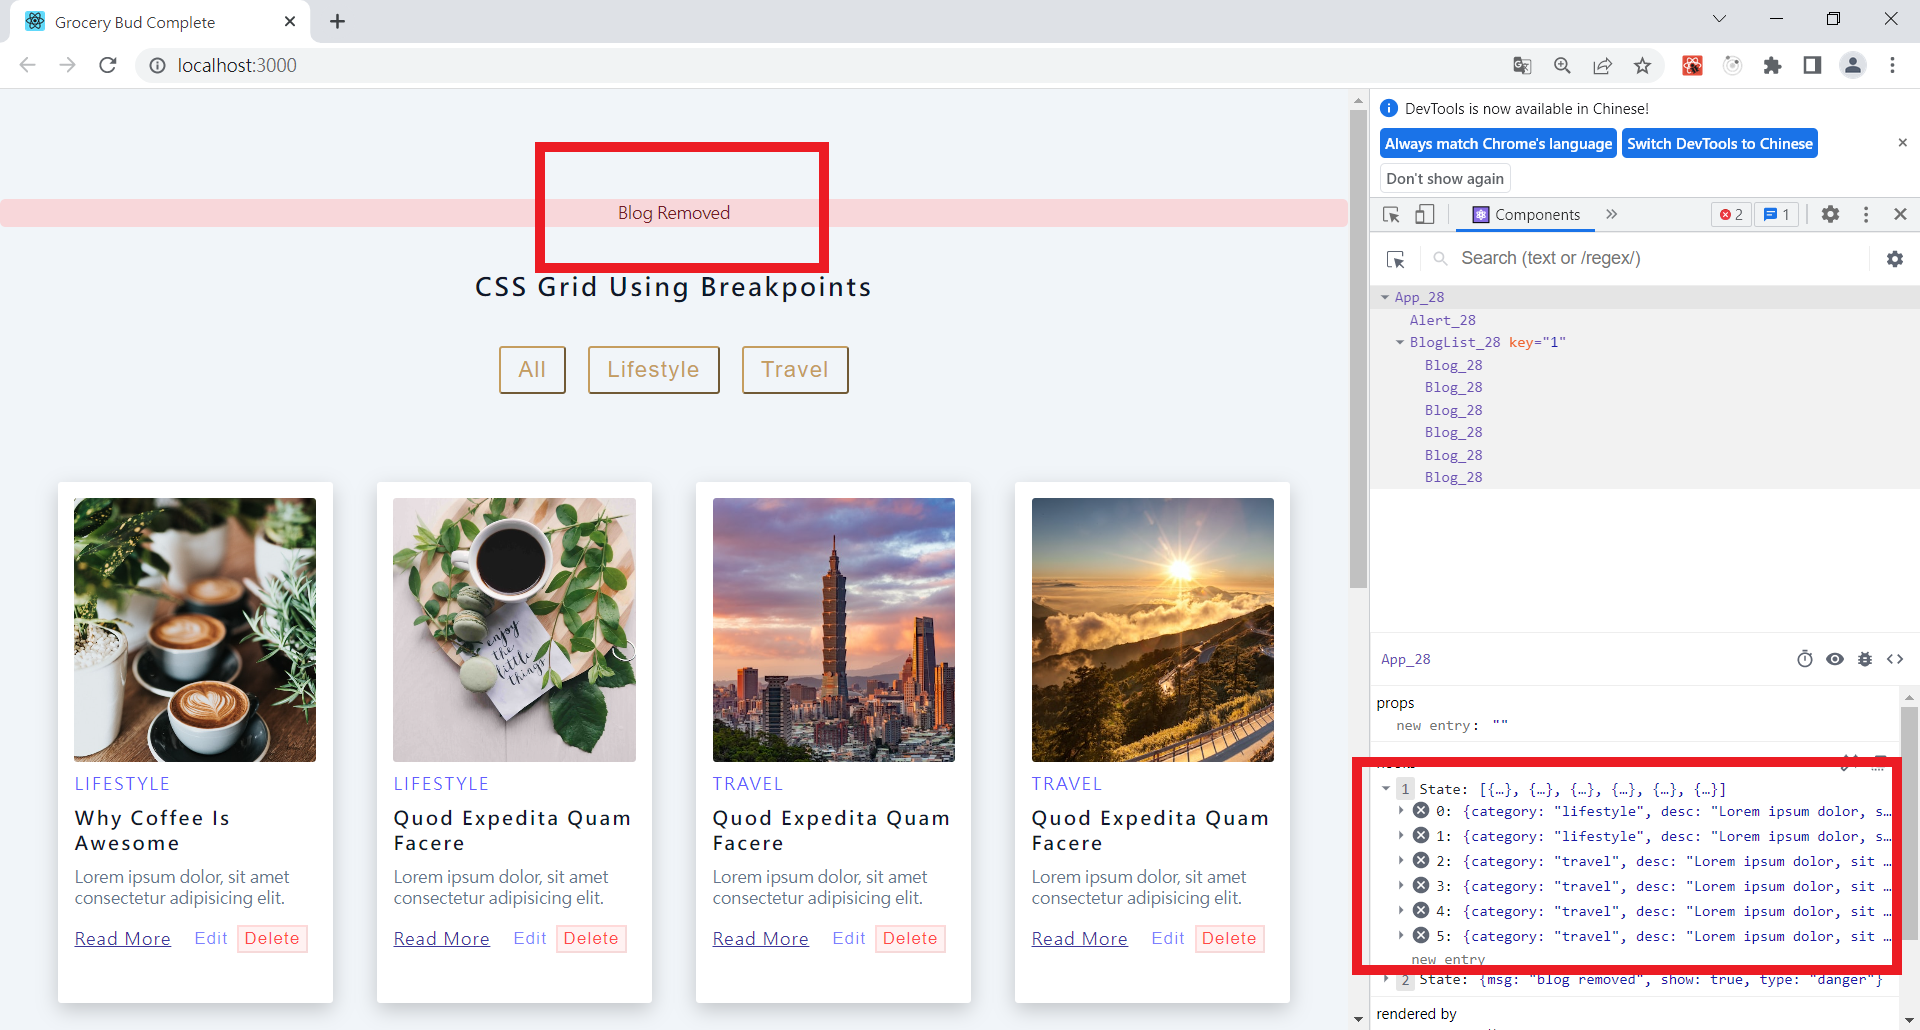 Grocery Bud Complete
localhost:3000
Blog Removed
CSS Grid Using Breakpoints
All
Lifestyle
Travel
enjoy
the
little
things
LIFESTYLE
Why Coffee Is
Awesome
Lorem ipsum dolor, sit amet
consectetur adipisicing elit.
Read More Edit Delete
LIFESTYLE
Quod Expedita Quam
Facere
Lorem ipsum dolor, sit amet
consectetur adipisicing elit.
Read More Edit Delete
TRAVEL
Quod Expedita Quam
Facere
Lorem ipsum dolor, sit amet
consectetur adipisicing elit.
Read More Edit Delete
TRAVEL
Quod Expedita Quam
Facere
Lorem ipsum dolor, sit amet
consectetur adipisicing elit.
Read More Edit Delete
DevTools is now available in Chinese!
Always match Chrome's language
Switch DevTools to Chinese
Don't show again
Components
2
1
Search (text or /regex/)
App_28
Alert_28
BlogList_28 key="1"
Blog_28
Blog_28
Blog_28
Blog_28
Blog_28
Blog_28
App_28
props
new entry: ""
1 State: [{…}, {…}, {…}, {…}, {…}, {…}]
0: {category: "lifestyle", desc: "Lorem ipsum dolor, s…
1: {category: "lifestyle", desc: "Lorem ipsum dolor, s…
2: {category: "travel", desc: "Lorem ipsum dolor, sit …
3: {category: "travel", desc: "Lorem ipsum dolor, sit …
4: {category: "travel", desc: "Lorem ipsum dolor, sit …
5: {category: "travel", desc: "Lorem ipsum dolor, sit …
new entry
2 State: {msg: "blog removed", show: true, type: "danger"}
rendered by